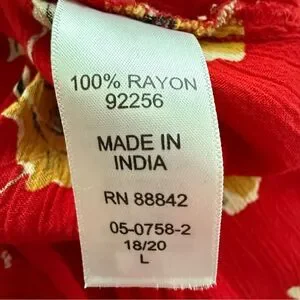 100% RAYON
92256
MADE IN
INDIA
RN 88842
05-0758-2
18/20
L